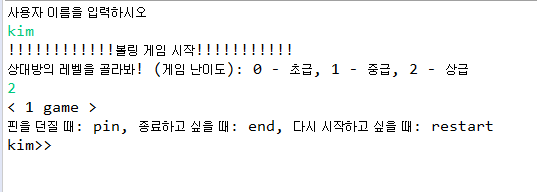 사용자 이름을 입력하시오
kim
!!!!!!!!!!!!볼링 게임 시작!!!!!!!!!!!
상대방의 레벨을 골라봐! (게임 난이도): 0 - 초급, 1 - 중급, 2 - 상급
2
< 1 game >
핀을 던질 때: pin, 종료하고 싶을 때: end, 다시 시작하고 싶을 때: restart
kim>>